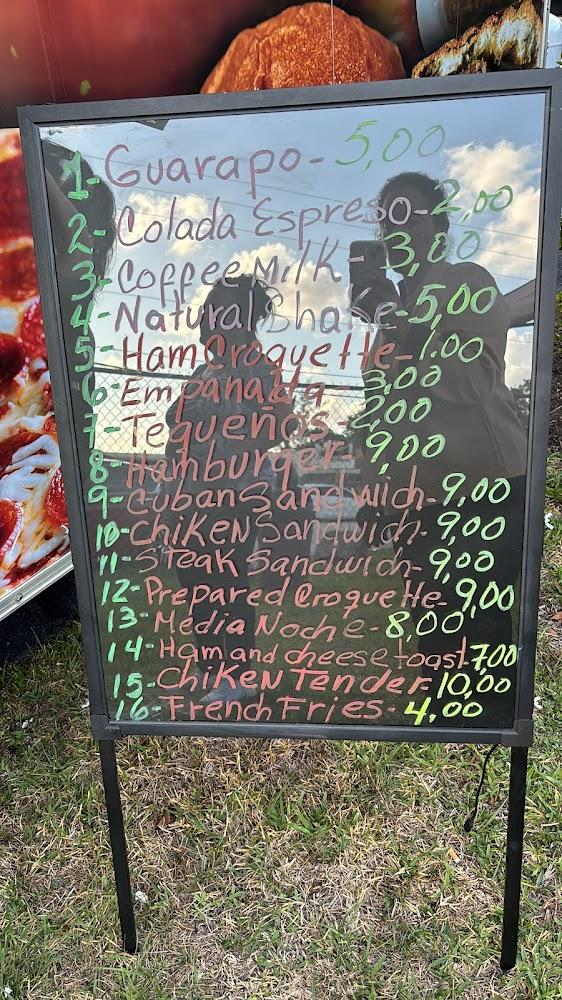 1- Guarapo- 5,00
2- Colada Espreso- 2,00
3- Coffee Milk- 3,00
4- Natural Shake- 5,00
5- Ham Croquette- 1.00
6- Empanada- 3,00
7- Tequeños- 2,00
8- Hamburger- 9,00
9- Cuban Sandwich- 9,00
10- ChiKeN Sandwich- 9,00
11- Steak Sandwich- 9,00
12- Prepared Croquette- 9,00
13- Media Noche- 8,00
14- Ham and cheese toast 7,00
15- ChiKeN Tender- 10,00
16- French Fries- 4,00